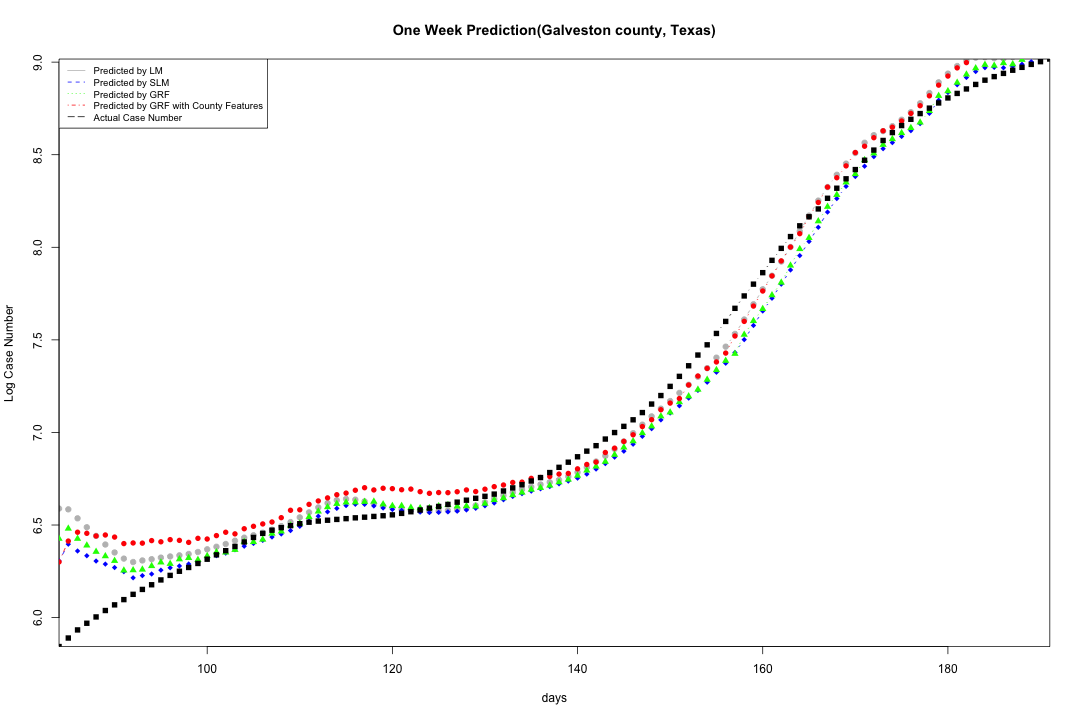 One Week Prediction(Galveston county, Texas)
Predicted by LM
Predicted by SLM
Predicted by GRF
Predicted by GRF with County Features
Actual Case Number
9.0
8.5
8.0
7.5
7.0
6.5
6.0
Log Case Number
100 120 140 160 180
days